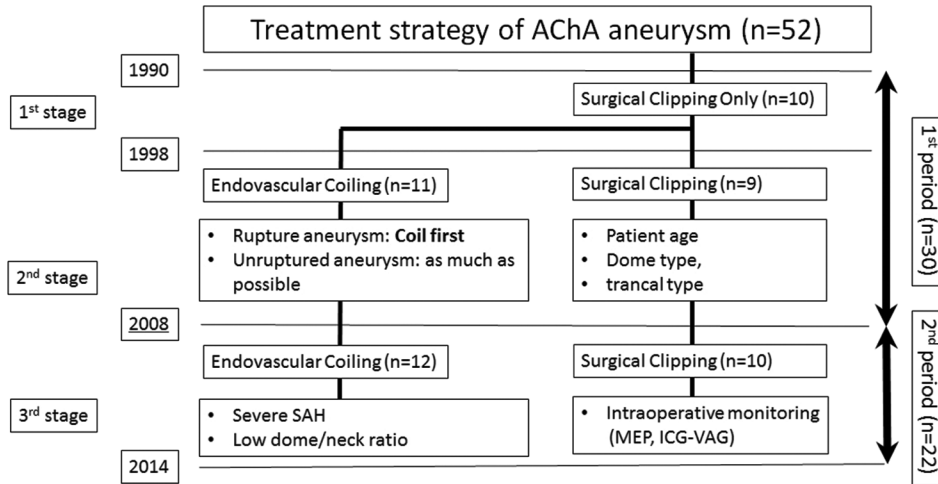 Treatment strategy of AChA aneurysm (n=52)
1990
Surgical Clipping Only (n=10)
1st stage
1998
Endovascular Coiling (n=11)
Surgical Clipping (n=9)
• Rupture aneurysm: Coil first
• Unruptured aneurysm: as much as
possible
• Patient age
• Dome type,
• trancal type
2nd stage
2008
1st period (n=30)
Endovascular Coiling (n=12)
Surgical Clipping (n=10)
3rd stage
• Severe SAH
• Low dome/neck ratio
• Intraoperative monitoring
(MEP, ICG-VAG)
2014
2nd period (n=22)